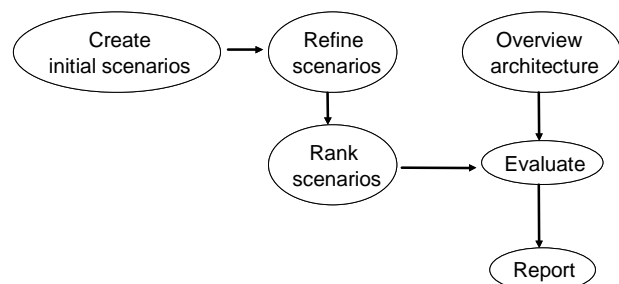 Create
initial scenarios
Refine
scenarios
Overview
architecture
Rank
scenarios
Evaluate
Report